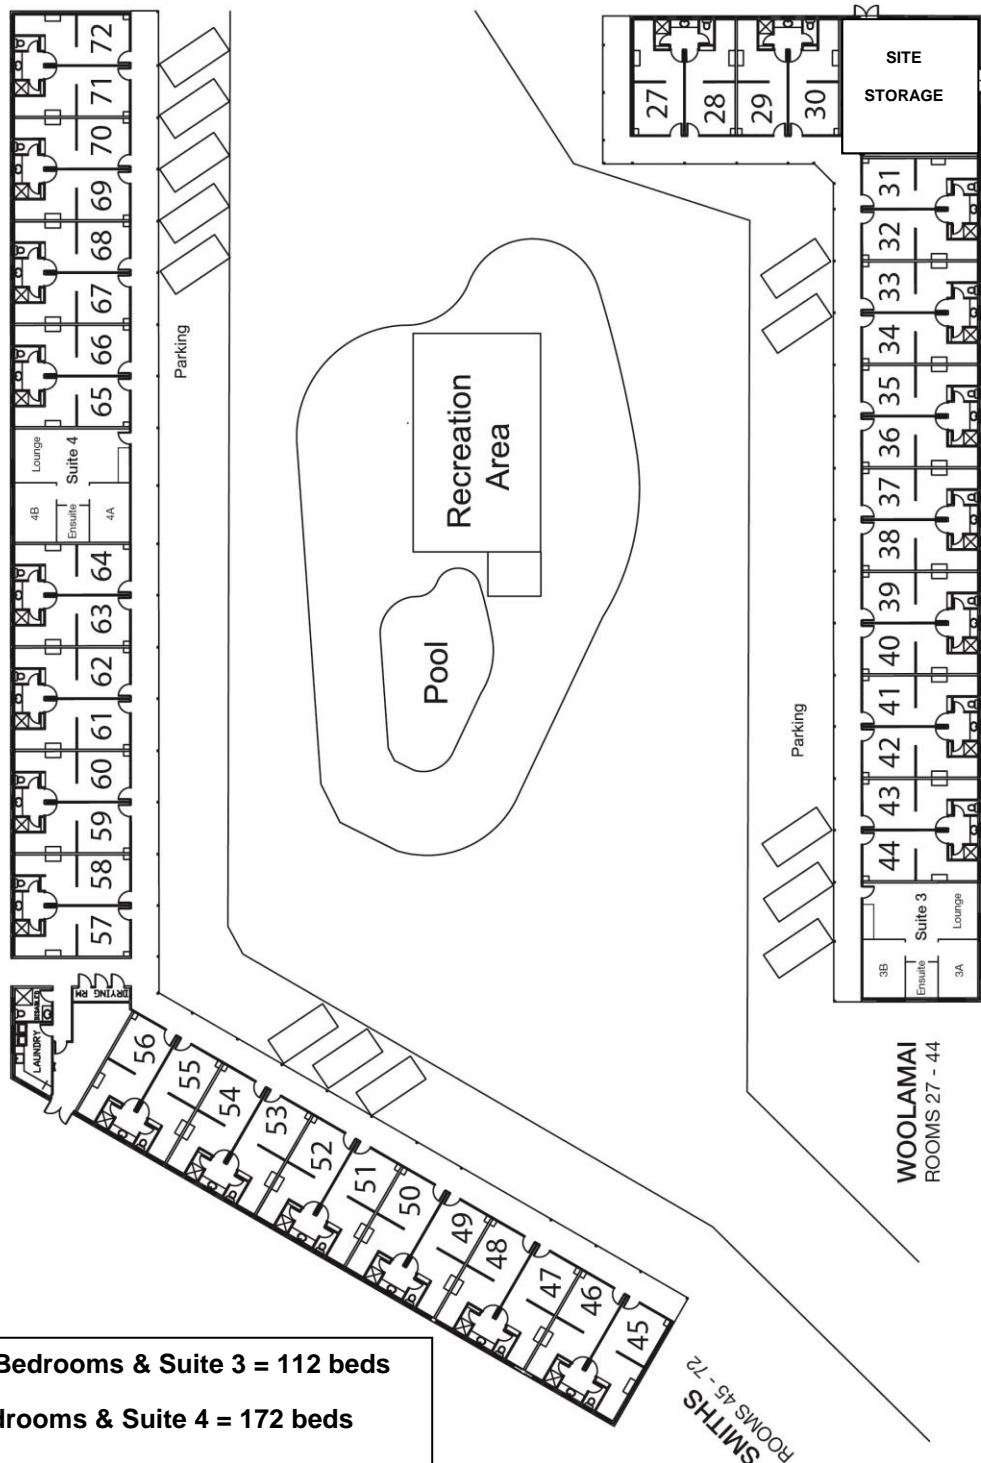 72
71
70
69
68
67
66
65
Lounge
Suite 4
4B
Ensuite
4A
64
63
62
61
60
59
58
57
DRYING RM
DISABLED
LAUNDRY
Parking
27
28
29
30
SITE
STORAGE
31
32
33
34
35
36
37
38
39
40
41
42
43
44
Suite 3
Lounge
3B
Ensuite
3A
Parking
Recreation
Area
Pool
56
55
54
53
52
51
50
49
48
47
46
45
WOOLAMAI
ROOMS 27 - 44
SMITHS
ROOMS 45 - 72
Bedrooms & Suite 3 = 112 beds
drooms & Suite 4 = 172 beds